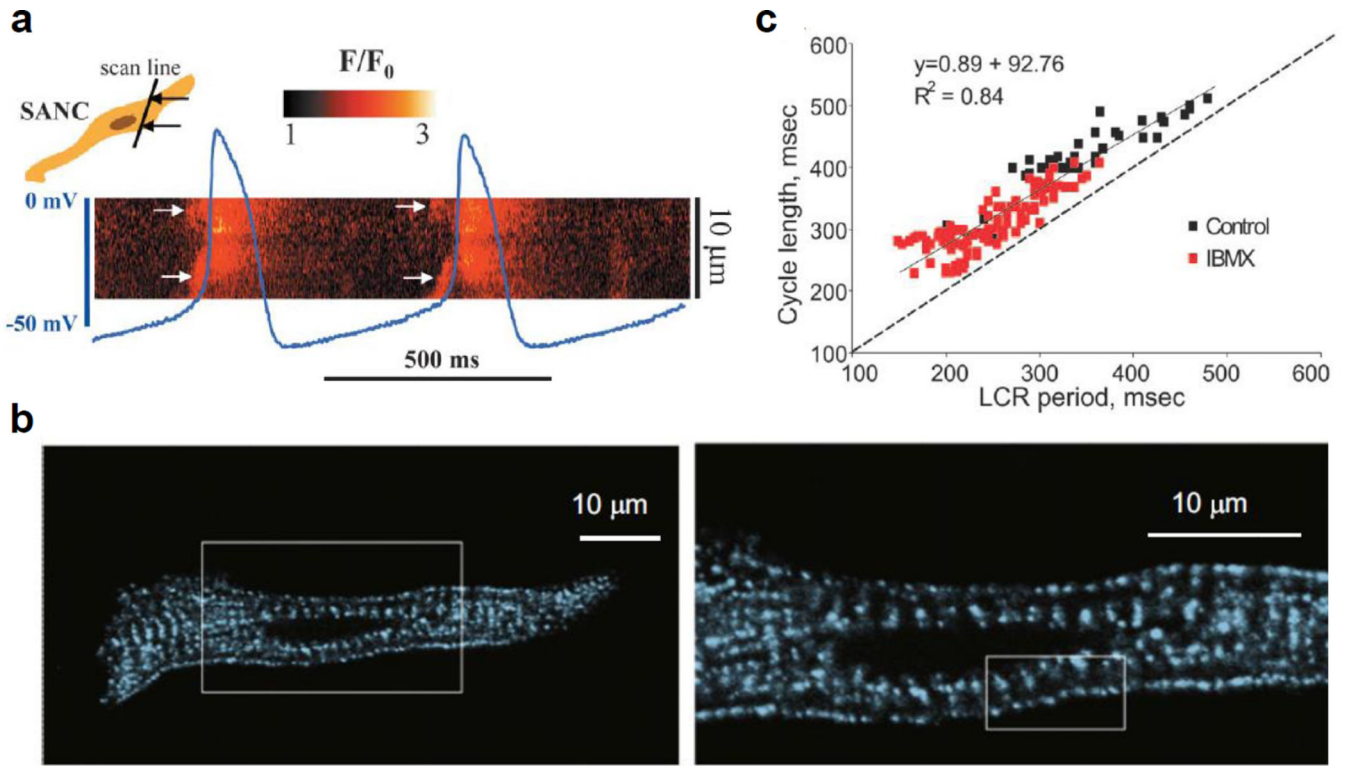 a
scan line
SANC
F/F0
1 3
0 mV
-50 mV
10 μm
500 ms
c
Cycle length, msec
600
500
400
300
200
100
y=0.89 + 92.76
R2 = 0.84
Control
IBMX
100 200 300 400 500 600
LCR period, msec
b
10 μm
10 μm